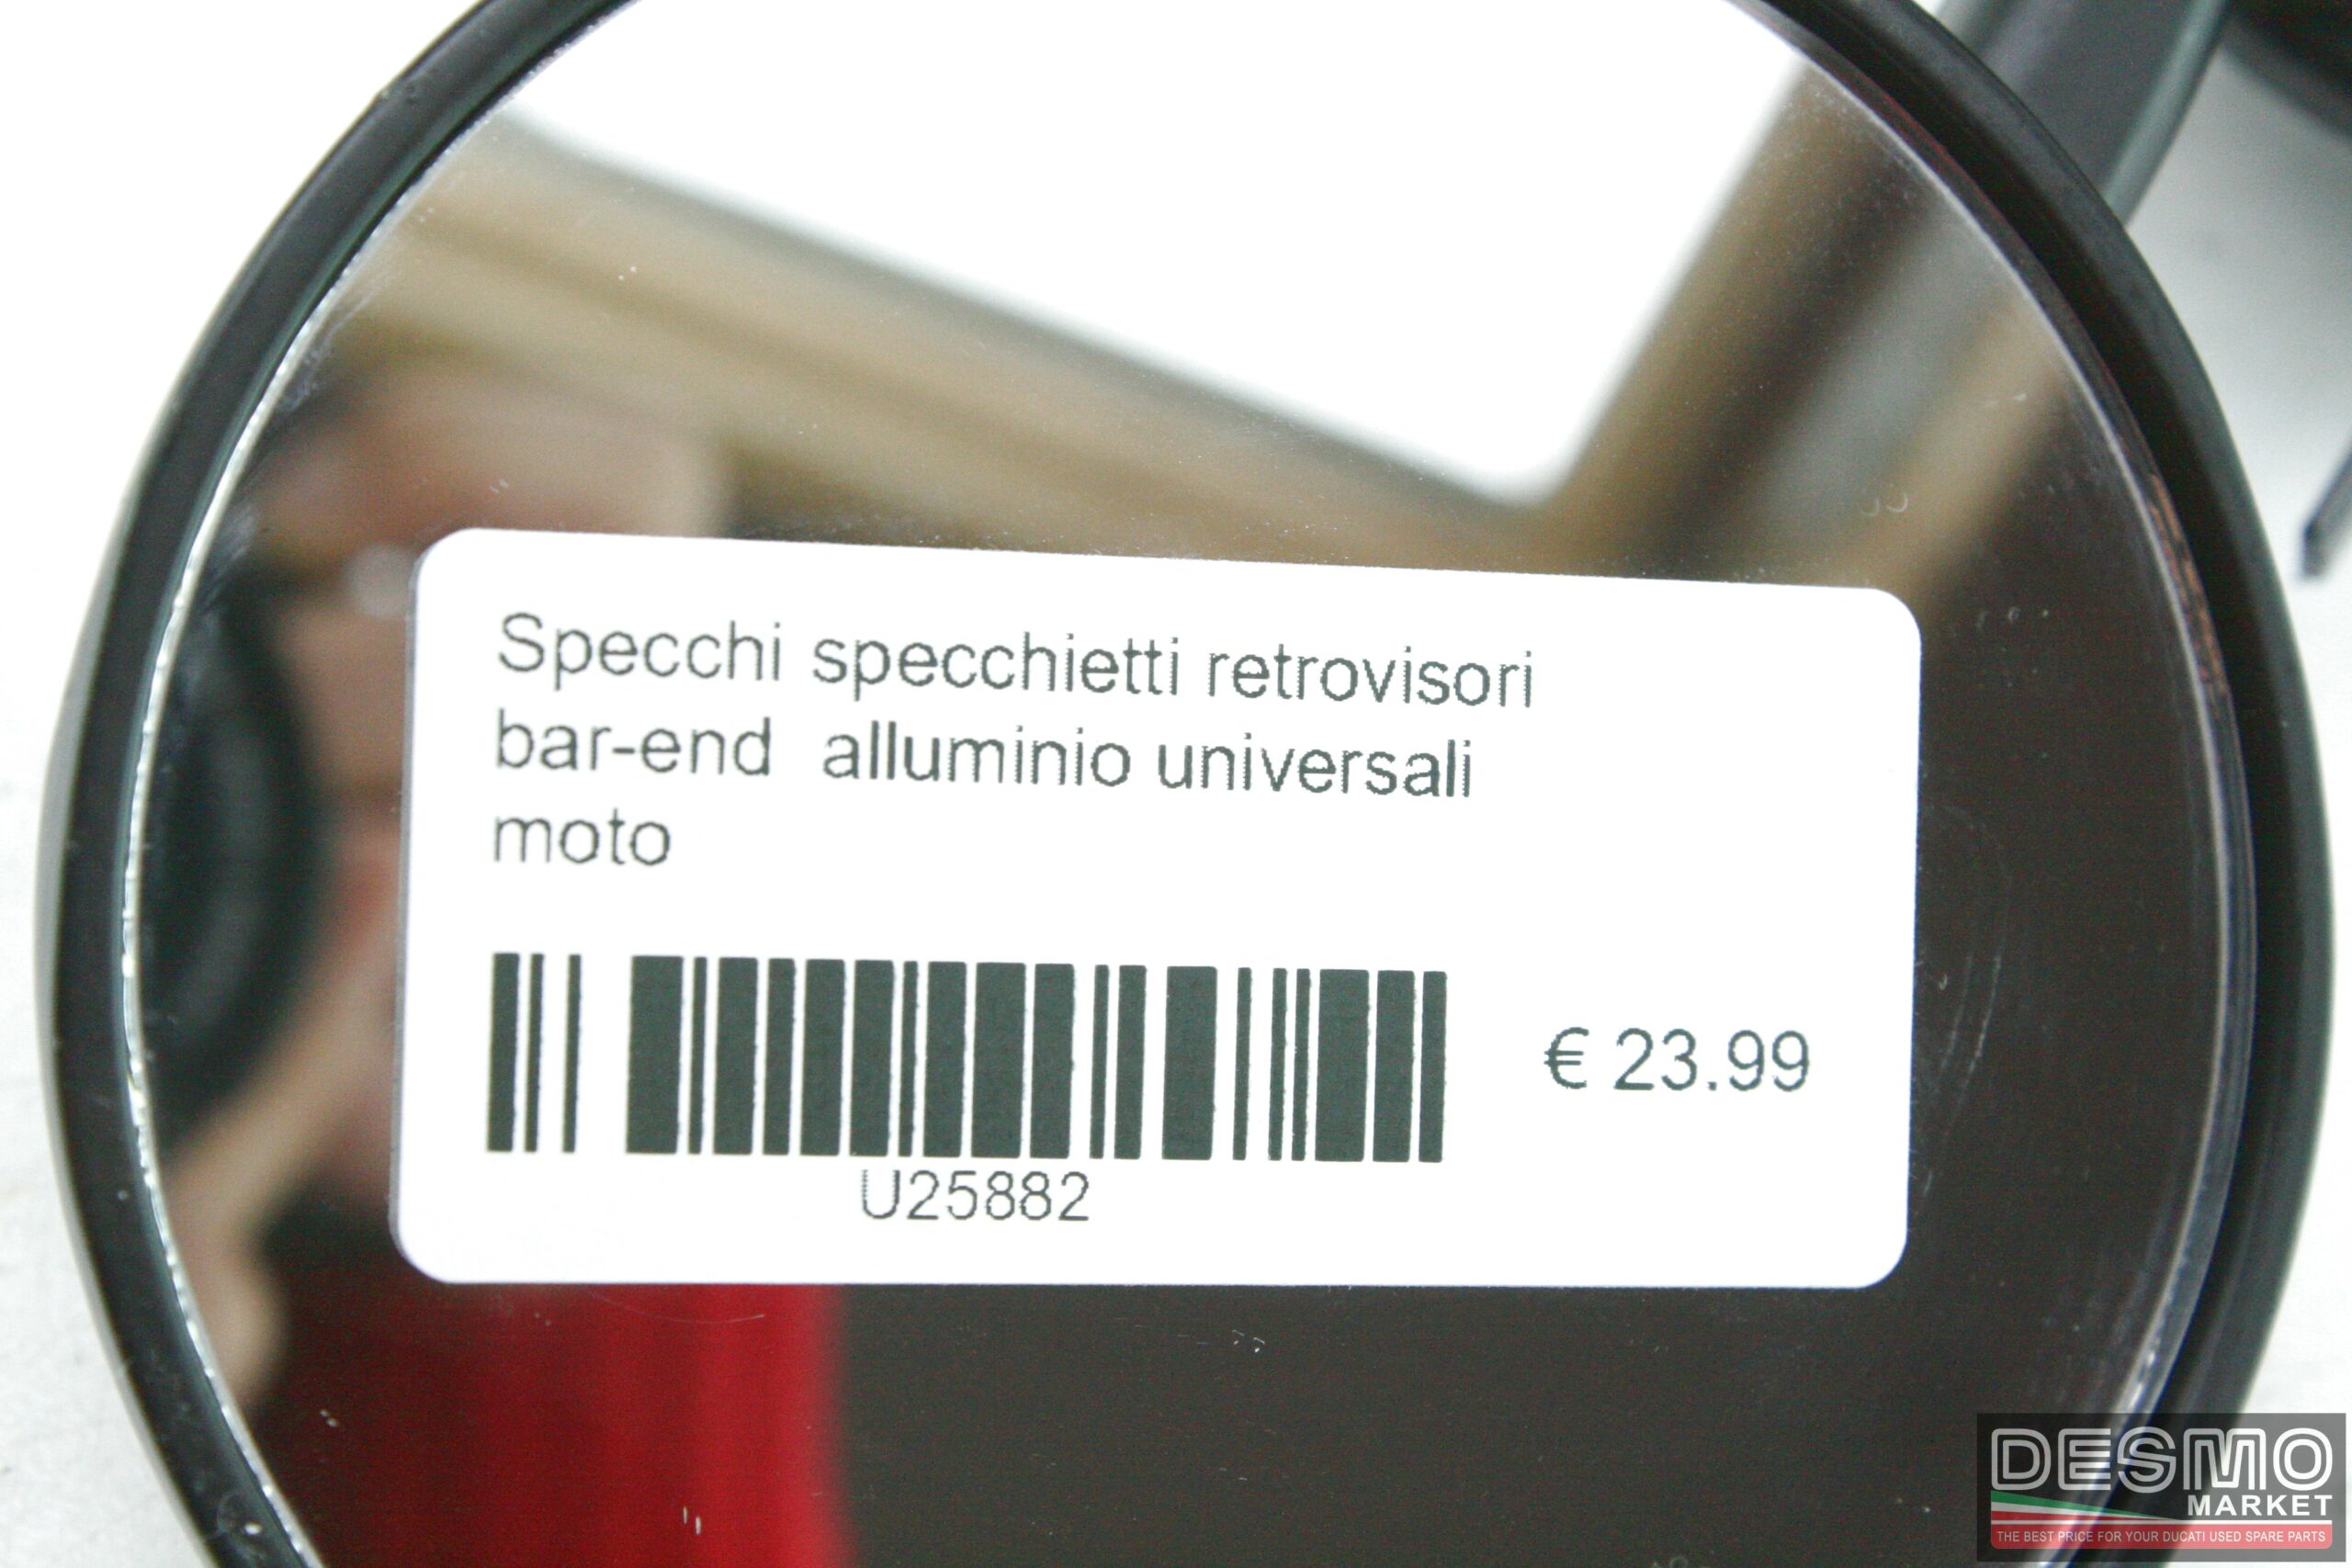 Specchi specchietti retrovisori
bar-end  alluminio universali
moto
€ 23.99
U25882
DESMO
MARKET
THE BEST PRICE FOR YOUR DUCATI USED SPARE PARTS